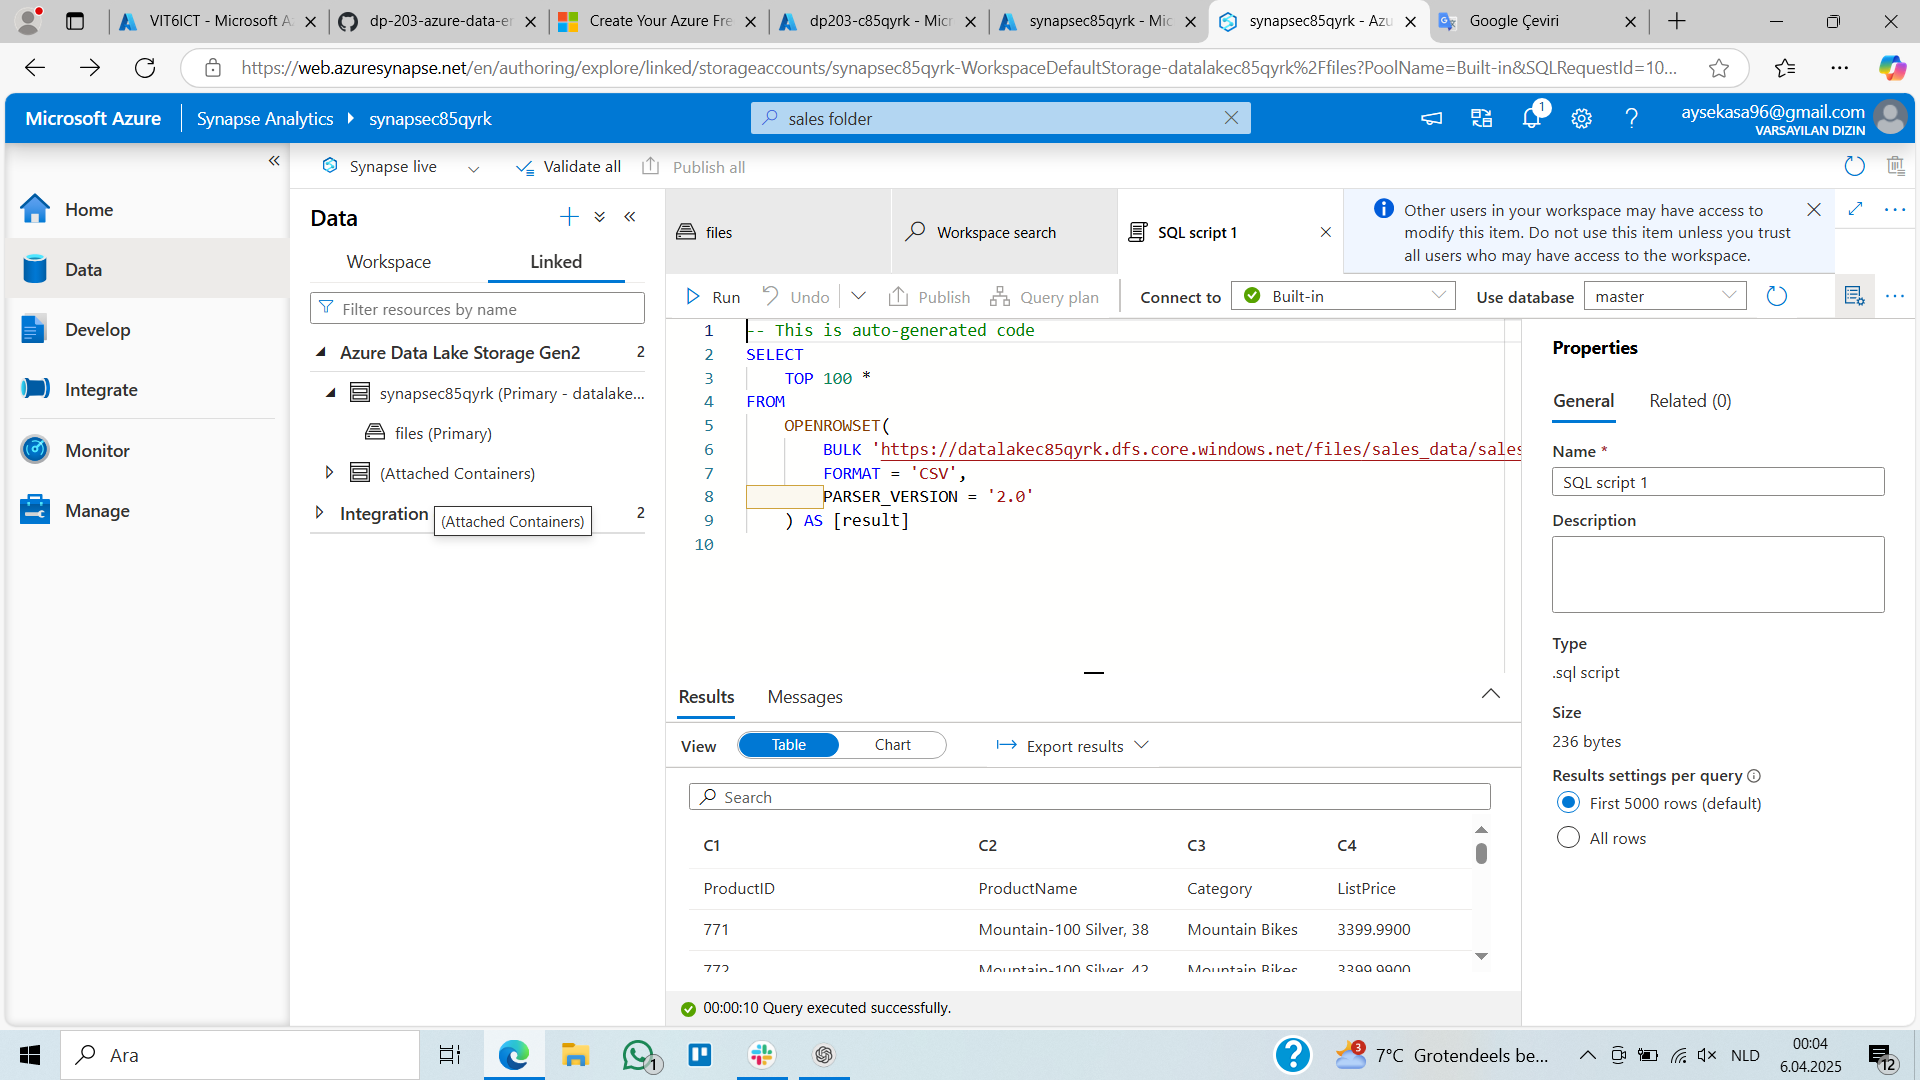 VIT6ICT - Microsoft A
dp-203-azure-data-en
Create Your Azure Fre
dp203-c85qyrk - Micr
synapsec85qyrk - Mic
synapsec85qyrk - Azu
Google Çeviri
https://web.azuresynapse.net/en/authoring/explore/linked/storageaccounts/synapsec85qyrk-WorkspaceDefaultStorage-datalakec85qyrk%2Ffiles?PoolName=Built-in&SQLRequestId=10...
Microsoft Azure
Synapse Analytics
synapsec85qyrk
sales folder
1
aysekasa96@gmail.com
VARSAYILAN DIZIN
Synapse live
Validate all
Publish all
Home
Data
Develop
Integrate
Monitor
Manage
Data
Workspace
Linked
Filter resources by name
Azure Data Lake Storage Gen2 2
synapsec85qyrk (Primary - datalake...
files (Primary)
(Attached Containers)
Integration 2
(Attached Containers)
files
Workspace search
SQL script 1
Other users in your workspace may have access to
modify this item. Do not use this item unless you trust
all users who may have access to the workspace.
Run
Undo
Publish
Query plan
Connect to
Built-in
Use database
master
1 -- This is auto-generated code
2 SELECT
3 TOP 100 *
4 FROM
5 OPENROWSET(
6 BULK 'https://datalakec85qyrk.dfs.core.windows.net/files/sales_data/sales
7 FORMAT = 'CSV',
8 PARSER_VERSION = '2.0'
9 ) AS [result]
10
Results
Messages
View
Table
Chart
Export results
Search
C1 C2 C3 C4
ProductID ProductName Category ListPrice
771 Mountain-100 Silver, 38 Mountain Bikes 3399.9900
772 Mountain-100 Silver, 42 Mountain Bikes 3399.9900
00:00:10 Query executed successfully.
Properties
General
Related (0)
Name *
SQL script 1
Description
Type
.sql script
Size
236 bytes
Results settings per query
First 5000 rows (default)
All rows
Ara
1
3
7°C Grotendeels be...
NLD
00:04
6.04.2025
12